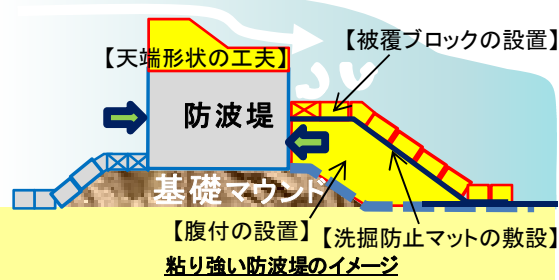 【被覆ブロックの設置】
【天端形状の工夫】
防波堤
基礎マウンド
【腹付の設置】
【洗掘防止マットの敷設】
粘り強い防波堤のイメージ